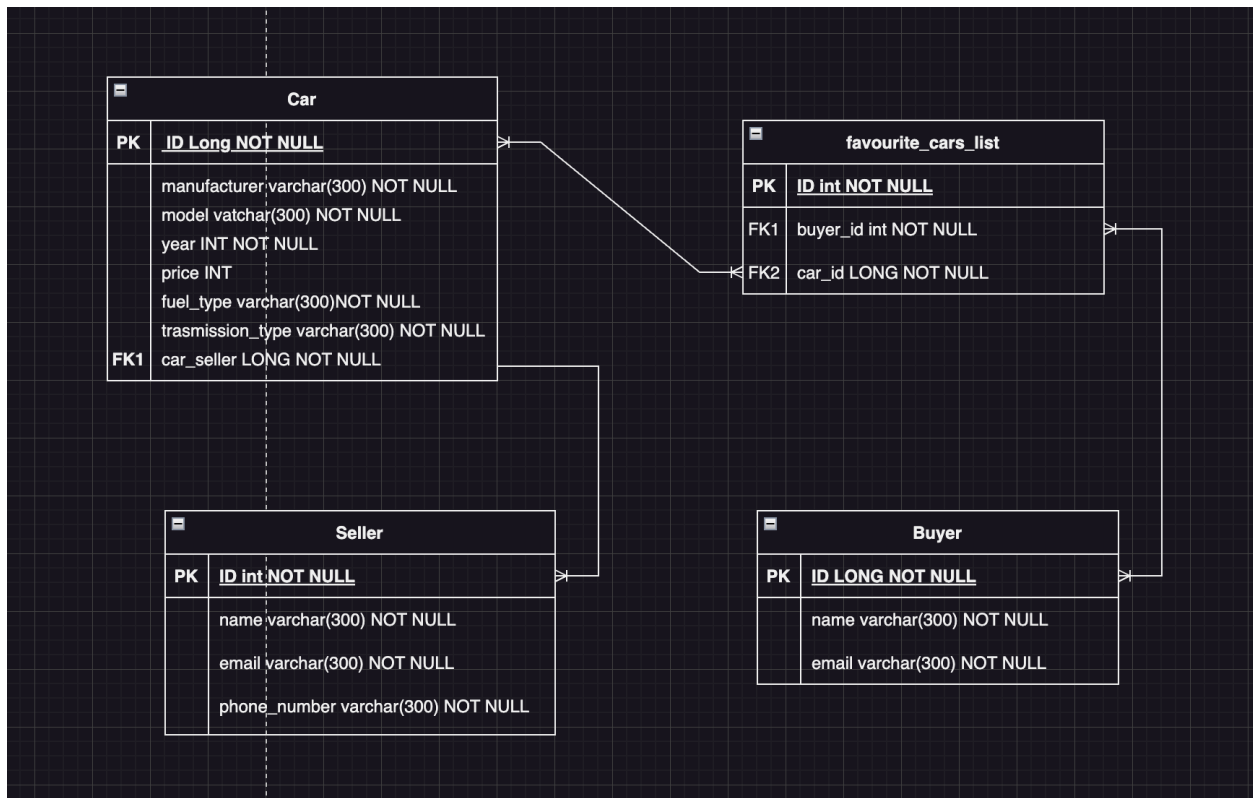 Car
PK ID Long NOT NULL
manufacturer varchar(300) NOT NULL
model vatchar(300) NOT NULL
year INT NOT NULL
price INT
fuel_type varchar(300)NOT NULL
trasmission_type varchar(300) NOT NULL
FK1 car_seller LONG NOT NULL
favourite_cars_list
PK ID int NOT NULL
FK1 buyer_id int NOT NULL
FK2 car_id LONG NOT NULL
Seller
PK ID int NOT NULL
name varchar(300) NOT NULL
email varchar(300) NOT NULL
phone_number varchar(300) NOT NULL
Buyer
PK ID LONG NOT NULL
name varchar(300) NOT NULL
email varchar(300) NOT NULL